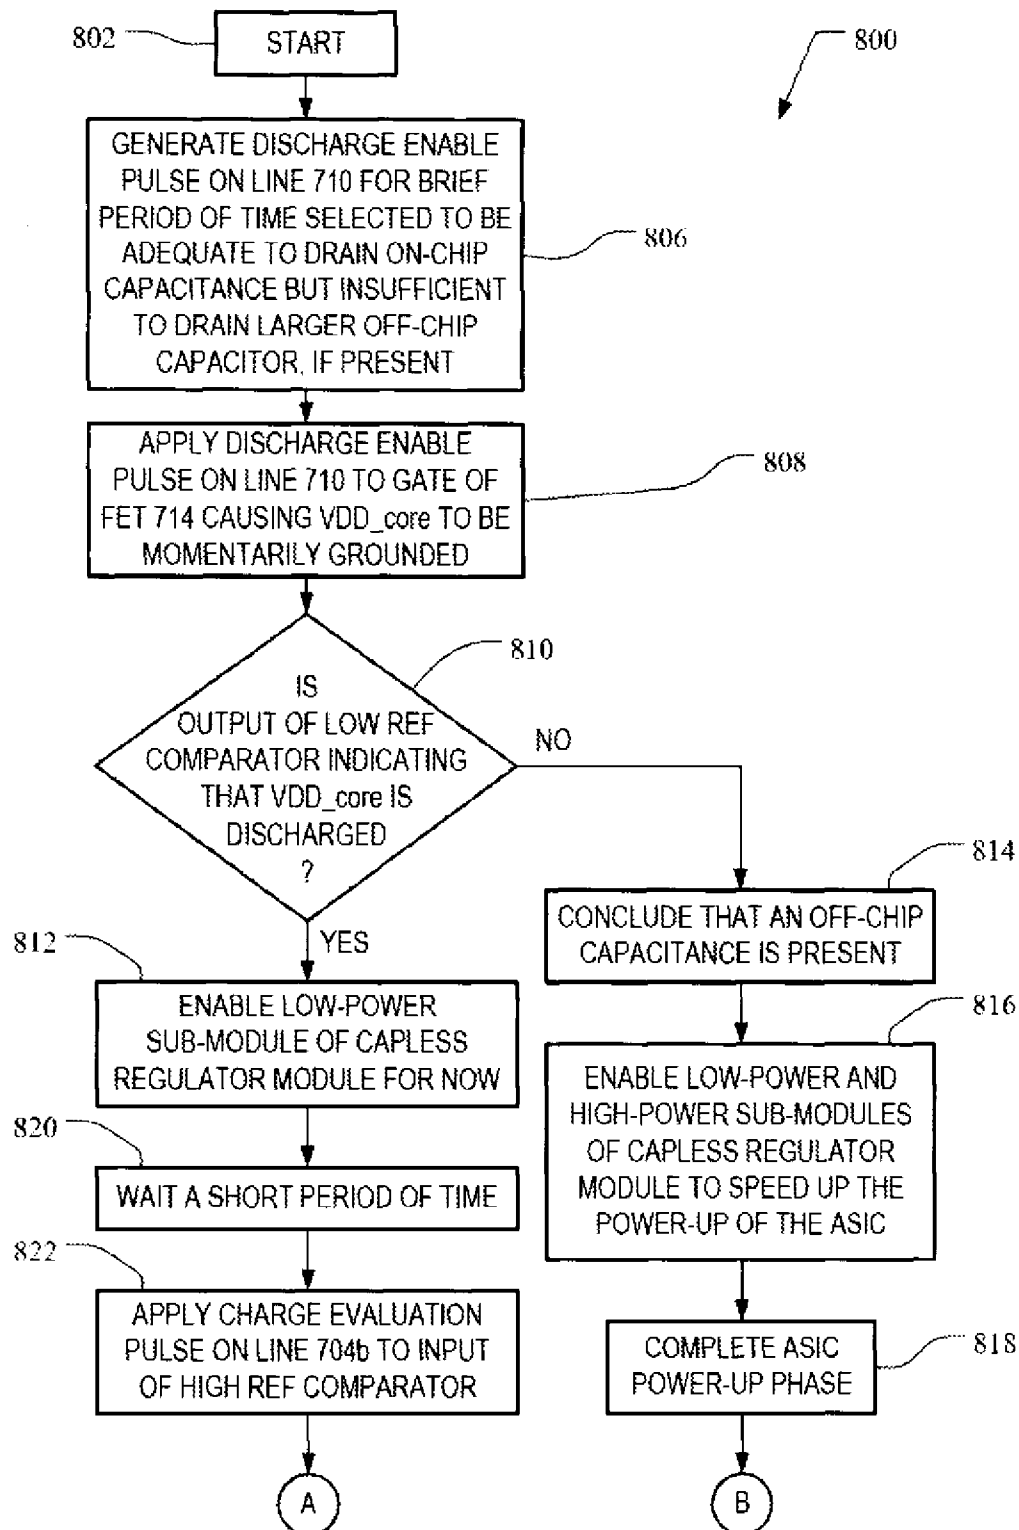 802
START
800
GENERATE DISCHARGE ENABLE
PULSE ON LINE 710 FOR BRIEF
PERIOD OF TIME SELECTED TO BE
ADEQUATE TO DRAIN ON-CHIP
CAPACITANCE BUT INSUFFICIENT
TO DRAIN LARGER OFF-CHIP
CAPACITOR, IF PRESENT
806
APPLY DISCHARGE ENABLE
PULSE ON LINE 710 TO GATE OF
FET 714 CAUSING VDD_core TO BE
MOMENTARILY GROUNDED
808
810
IS
OUTPUT OF LOW REF
COMPARATOR INDICATING
THAT VDD_core IS
DISCHARGED
?
NO
YES
814
CONCLUDE THAT AN OFF-CHIP
CAPACITANCE IS PRESENT
812
ENABLE LOW-POWER
SUB-MODULE OF CAPLESS
REGULATOR MODULE FOR NOW
816
ENABLE LOW-POWER AND
HIGH-POWER SUB-MODULES
OF CAPLESS REGULATOR
MODULE TO SPEED UP THE
POWER-UP OF THE ASIC
820
WAIT A SHORT PERIOD OF TIME
822
APPLY CHARGE EVALUATION
PULSE ON LINE 704b TO INPUT
OF HIGH REF COMPARATOR
818
COMPLETE ASIC
POWER-UP PHASE
A
B